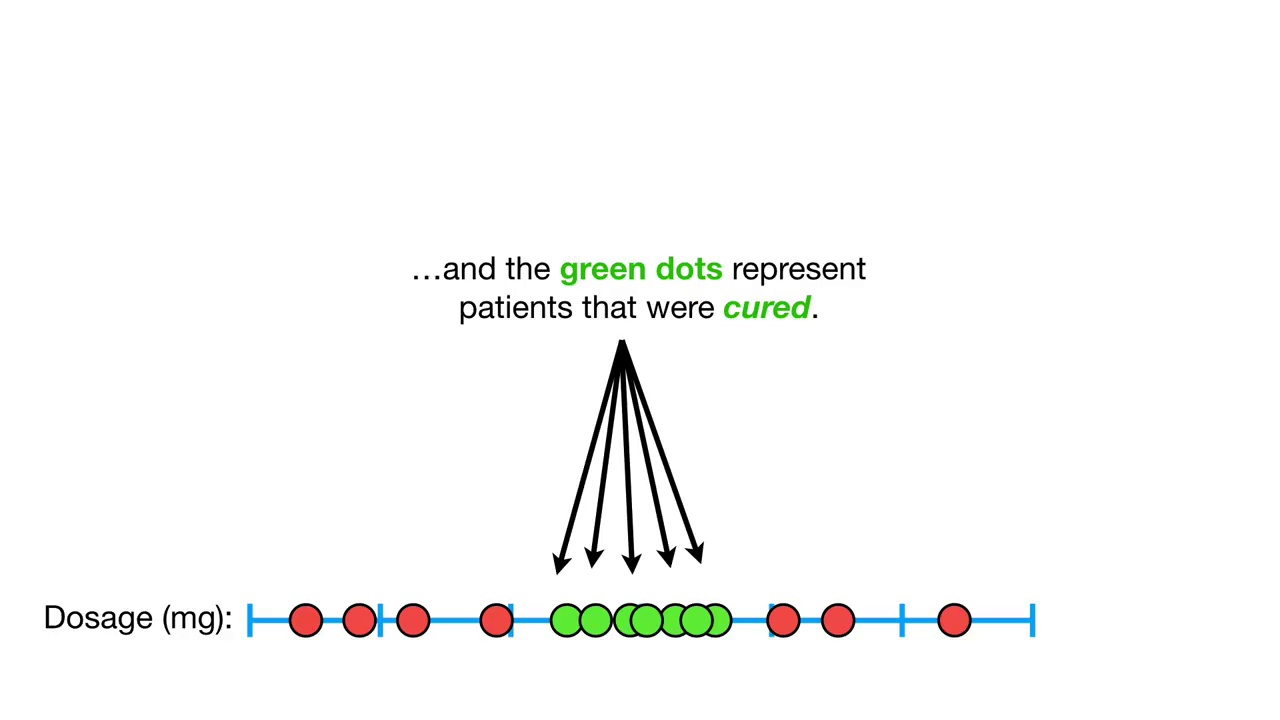 …and the green dots represent
patients that were cured.
Dosage (mg):